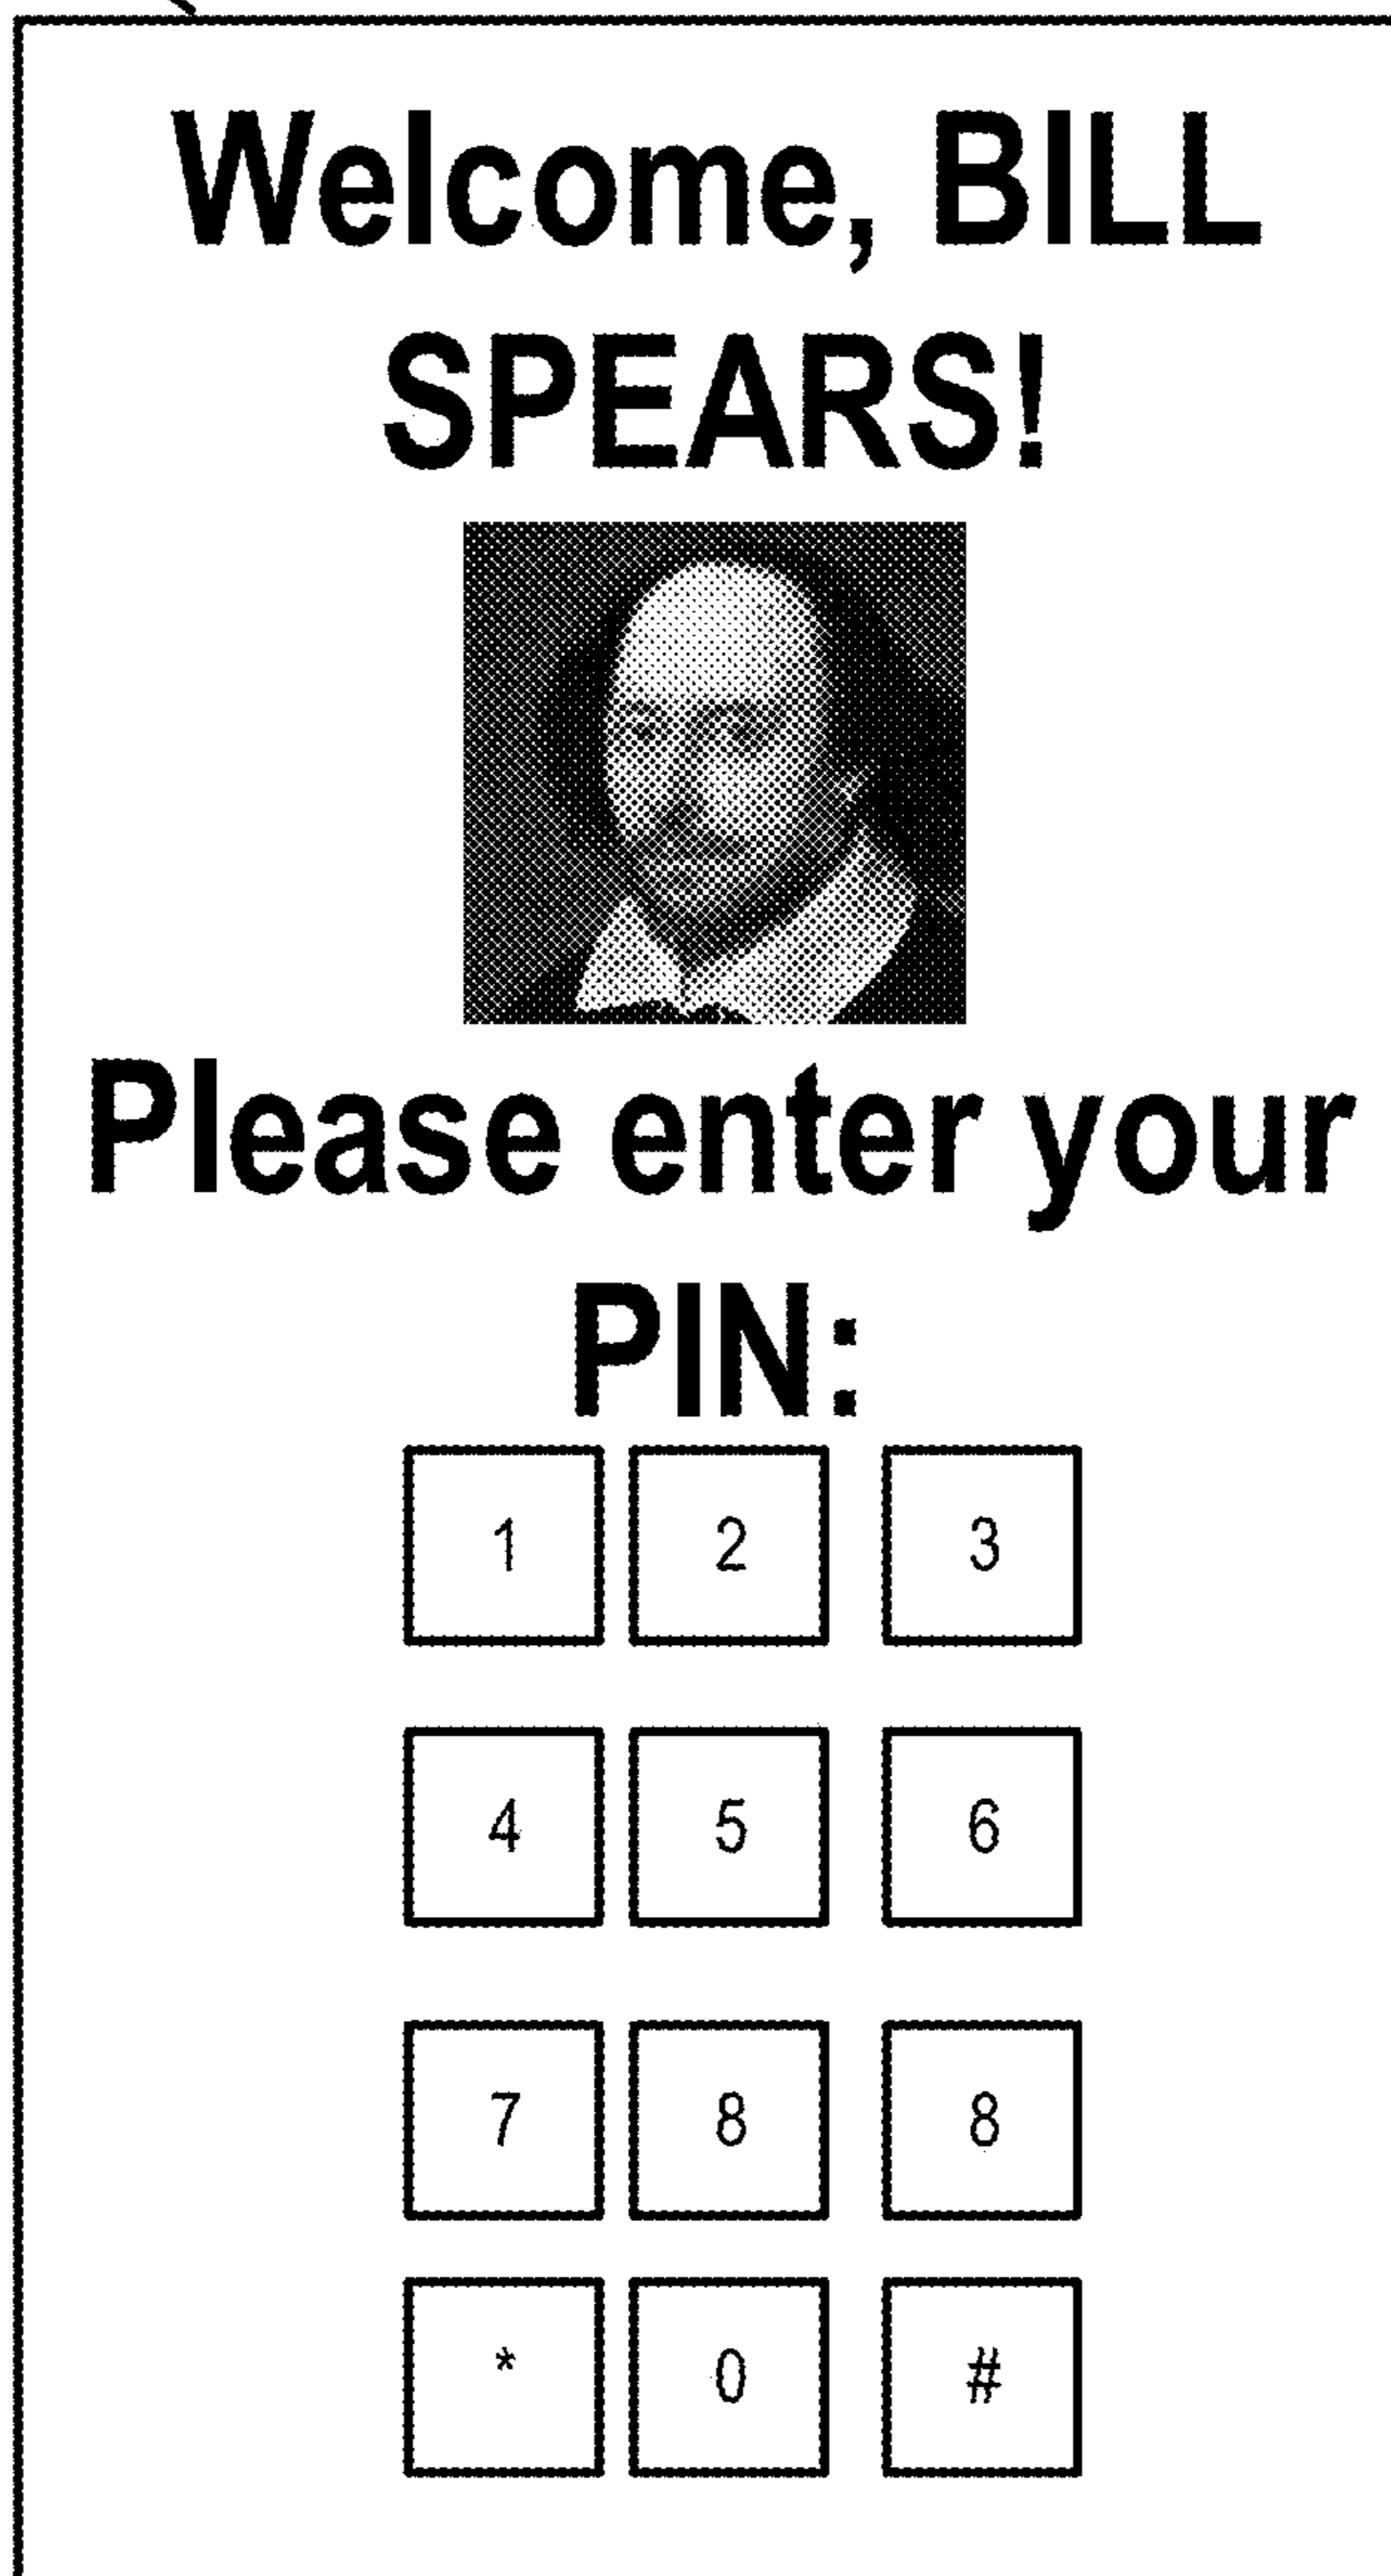 Welcome, BILL
SPEARS!
Please enter your
PIN:
1 2 3
4 5 6
7 8 8
* 0 #